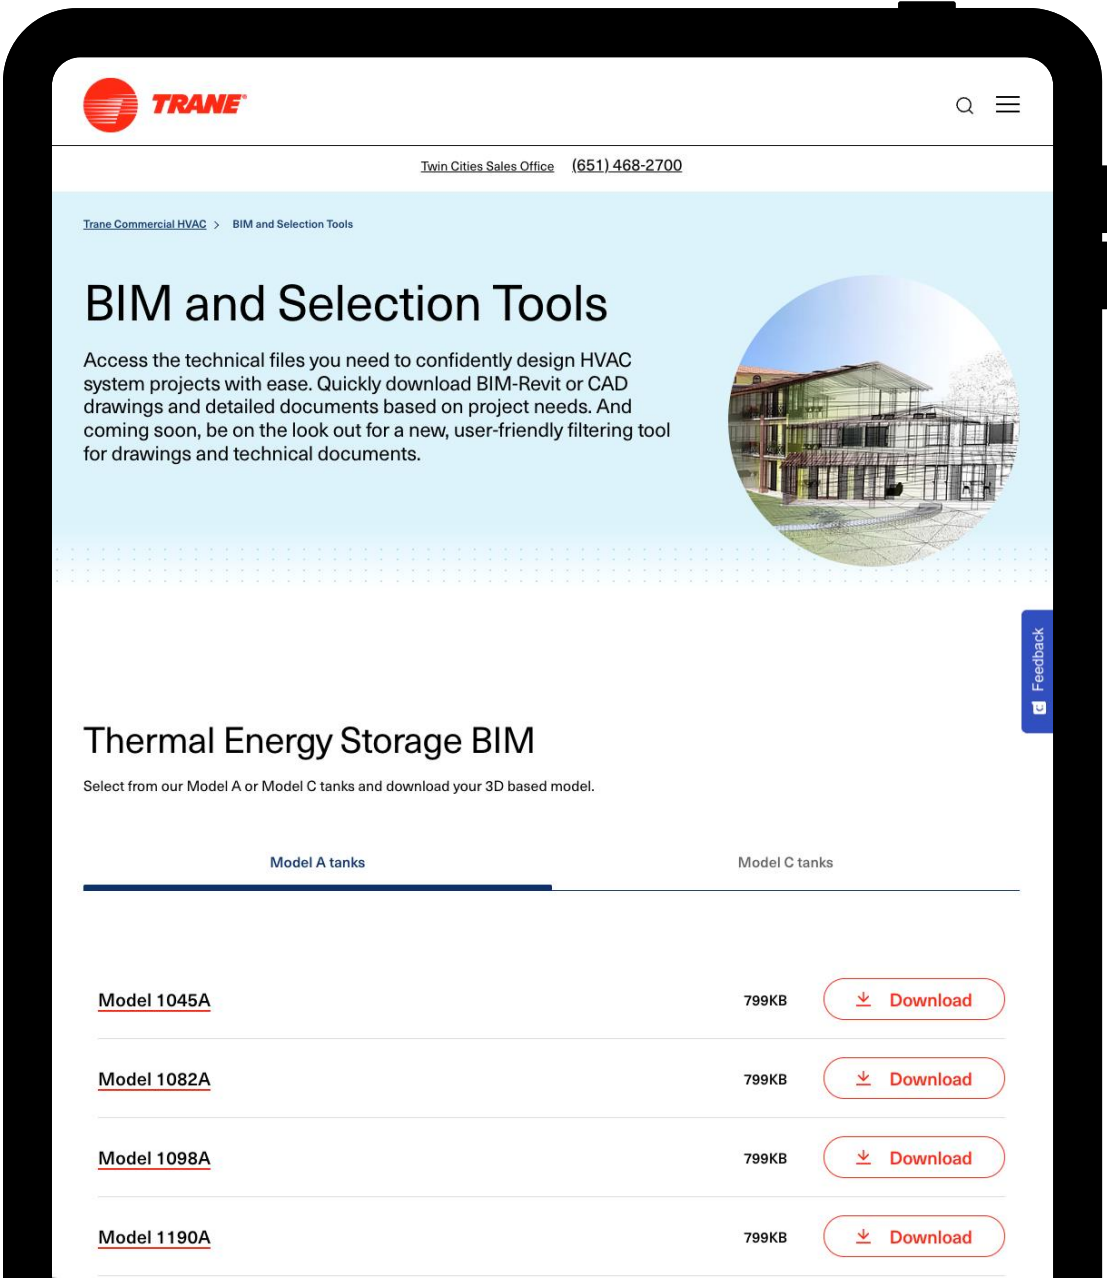 TRANE
Twin Cities Sales Office (651) 468-2700
Trane Commercial HVAC > BIM and Selection Tools
BIM and Selection Tools
Access the technical files you need to confidently design HVAC
system projects with ease. Quickly download BIM-Revit or CAD
drawings and detailed documents based on project needs. And
coming soon, be on the look out for a new, user-friendly filtering tool
for drawings and technical documents.
Feedback
Thermal Energy Storage BIM
Select from our Model A or Model C tanks and download your 3D based model.
Model A tanks Model C tanks
Model 1045A 799KB Download
Model 1082A 799KB Download
Model 1098A 799KB Download
Model 1190A 799KB Download